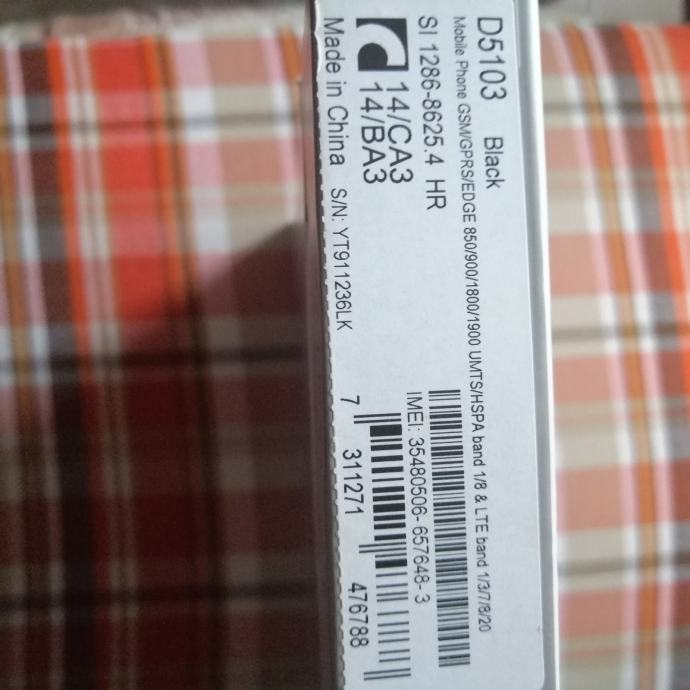 D5103 Black
Mobile Phone GSM/GPRS/EDGE 850/900/1800/1900 UMTS/HSPA band 1/8 & LTE band 1/3/7/8/20
SI 1286-8625.4 HR
14/CA3
14/BA3
Made in China S/N: YT911236LK
IMEI: 35480506-657648-3
7 311271 476788